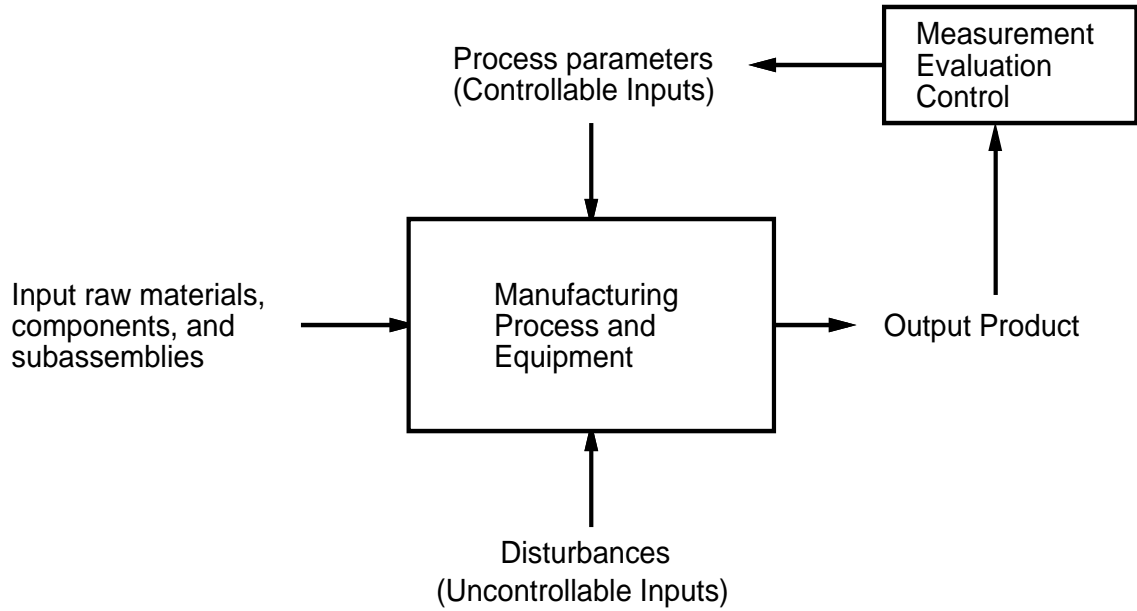 Process parameters
(Controllable Inputs)
Measurement
Evaluation
Control
Input raw materials,
components, and
subassemblies
Manufacturing
Process and
Equipment
Output Product
Disturbances
(Uncontrollable Inputs)